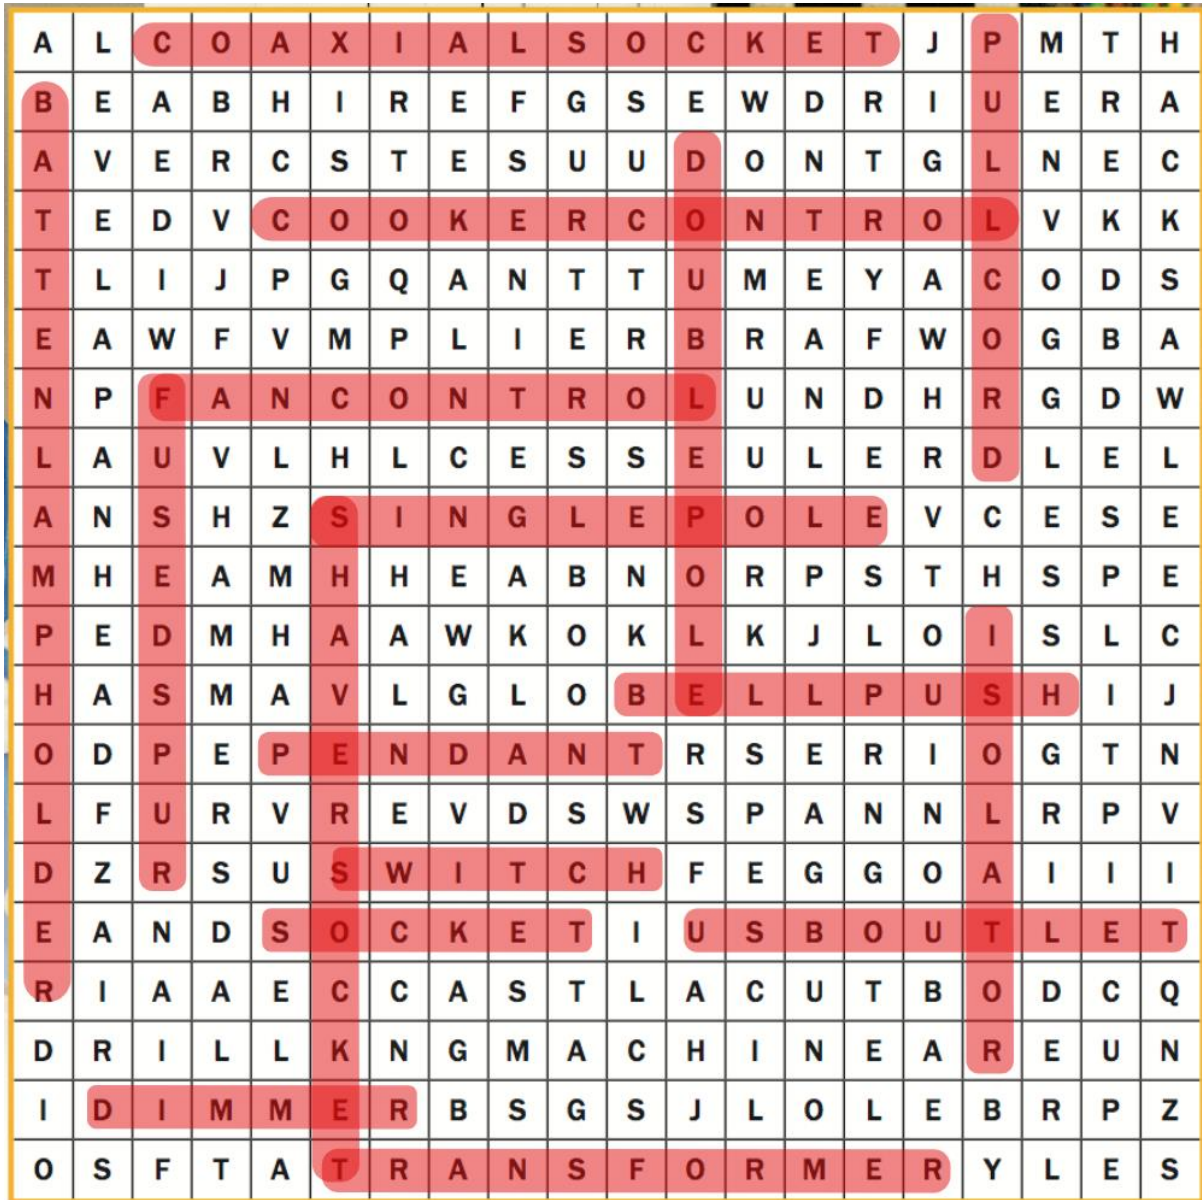 A L C O A X I A L S O C K E T J P M T H
B E A B H I R E F G S E W D R I U E R A
A V E R C S T E S U U D O N T G L N E C
T E D V C O O K E R C O N T R O L V K K
T L I J P G Q A N T T U M E Y A C O D S
E A W F V M P L I E R B R A F W O G B A
N P F A N C O N T R O L U N D H R G D W
L A U V L H L C E S S E U L E R D L E L
A N S H Z S I N G L E P O L E V C E S E
M H E A M H H E A B N O R P S T H S P E
P E D M H A A W K O K L K J L O I S L C
H A S M A V L G L O B E L L P U S H I J
O D P E P E N D A N T R S E R I O G T N
L F U R V R E V D S W S P A N N L R P V
D Z R S U S W I T C H F E G G O A I I I
E A N D S O C K E T I U S B O U T L E T
R I A A E C C A S T L A C U T B O D C Q
D R I L L K N G M A C H I N E A R E U N
I D I M M E R B S G S J L O L E B R P Z
O S F T A T R A N S F O R M E R Y L E S